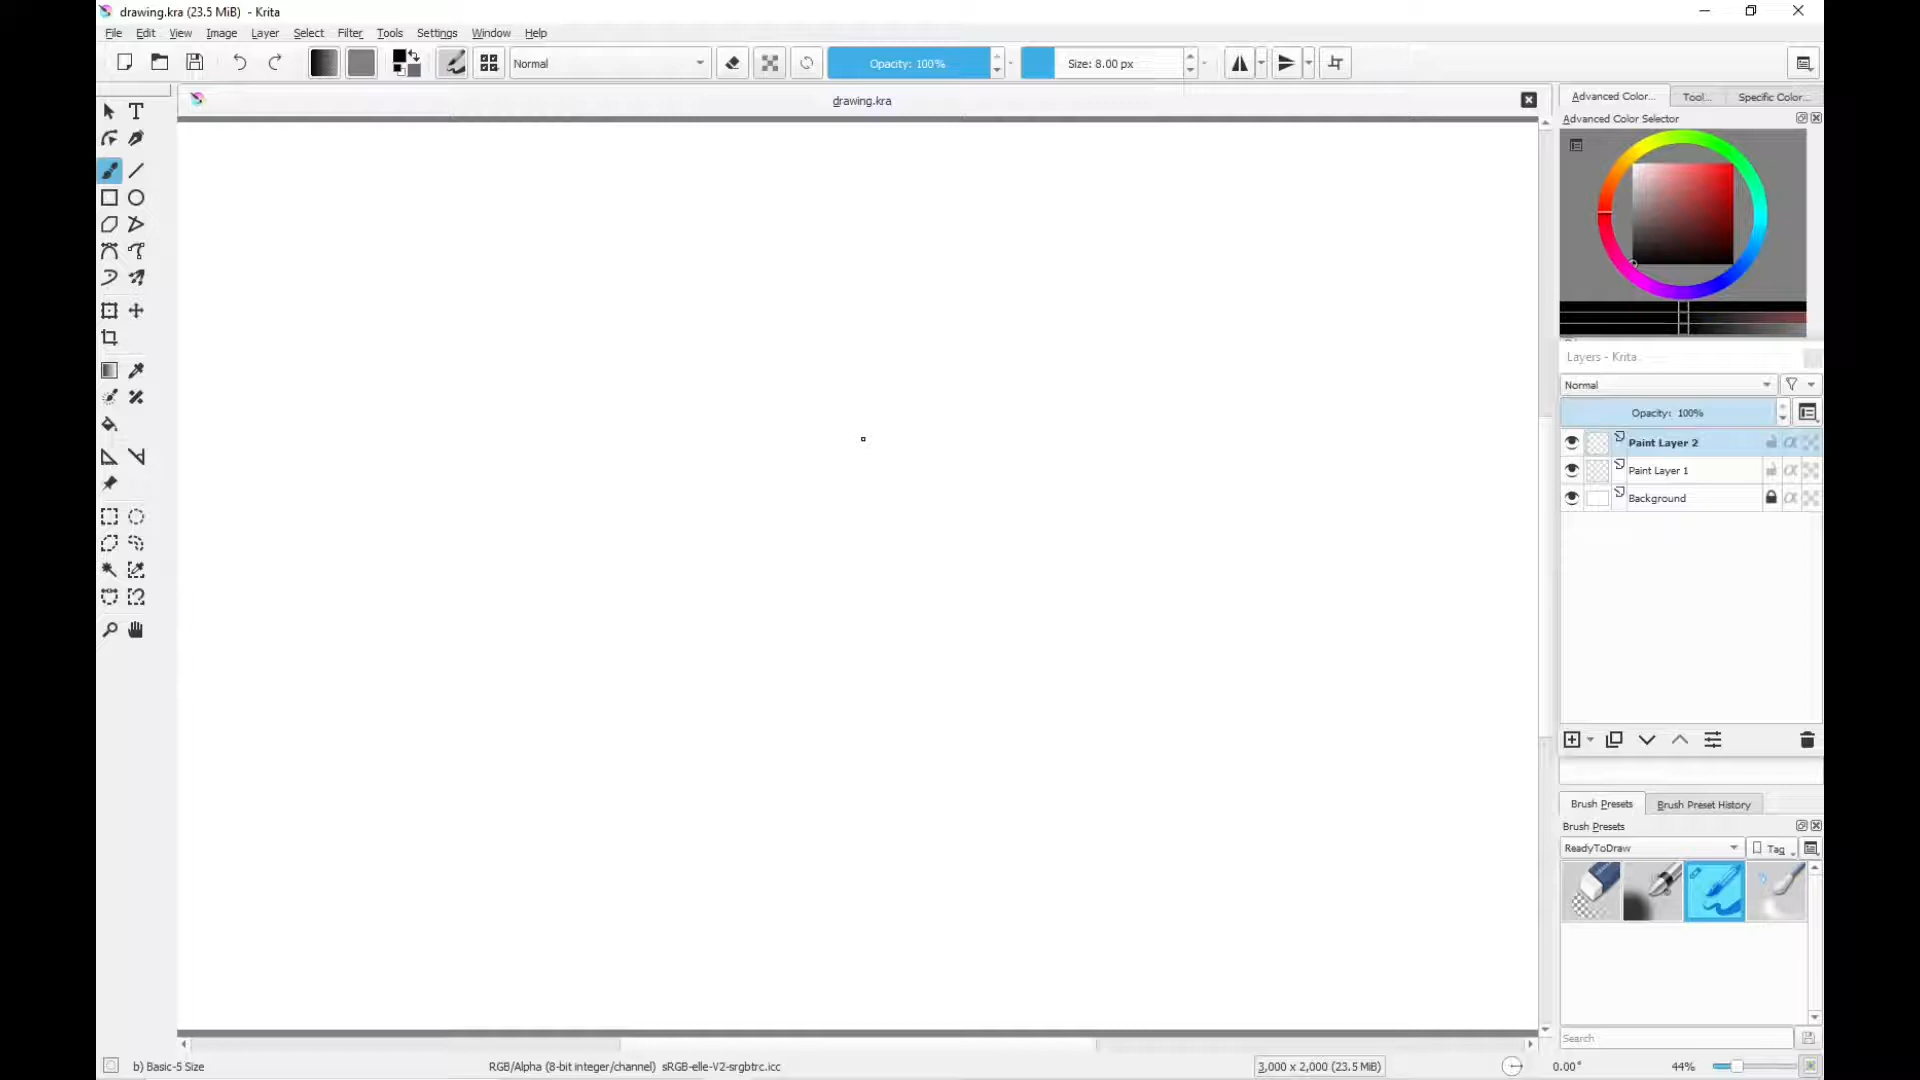 drawing.kra (23.5 MiB) - Krita
File Edit View Image Layer Select Filter Tools Settings Window Help
Normal Opacity: 100% Size: 8.00 px
drawing.kra
Advanced Color... Tool... Specific Color...
Advanced Color Selector
Layers - Krita
Normal
Opacity: 100%
Paint Layer 2
Paint Layer 1
Background
Brush Presets Brush Preset History
Brush Presets
ReadyToDraw Tag
Search
b) Basic-5 Size RGB/Alpha (8-bit integer/channel) sRGB-elle-V2-srgbtrc.icc 3,000 x 2,000 (23.5 MiB) 0.00° 44%